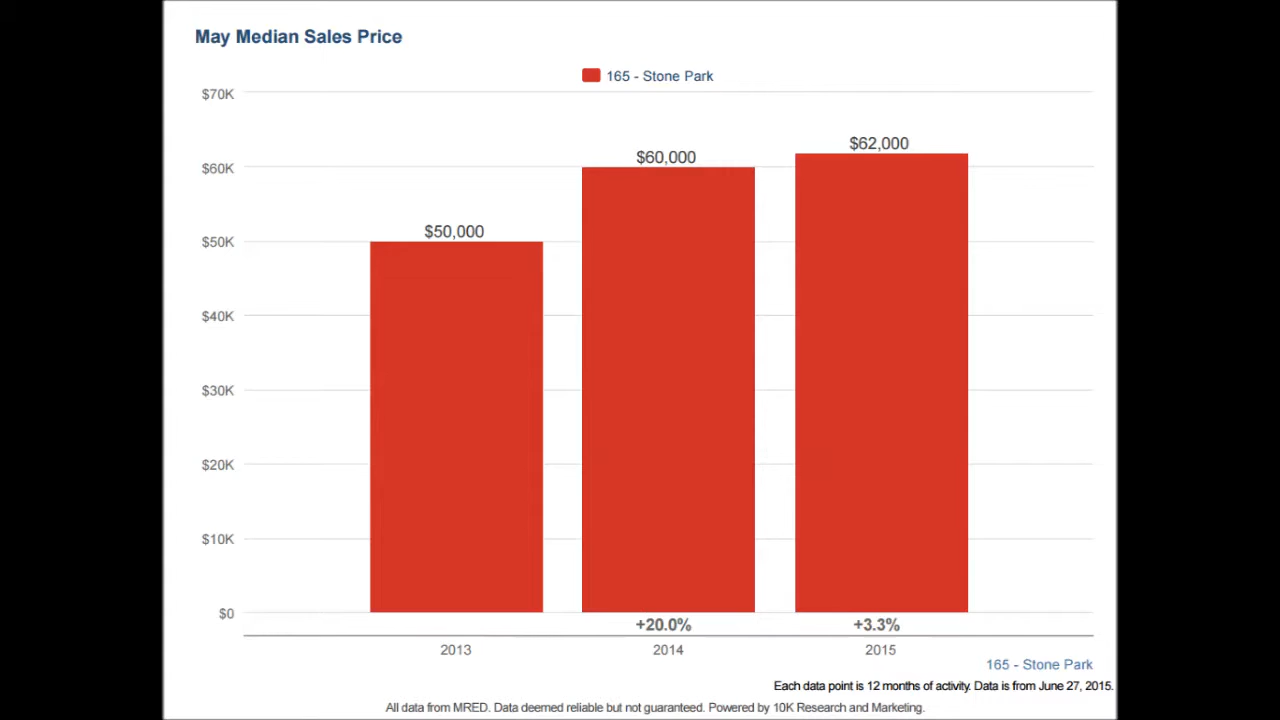 May Median Sales Price
165 - Stone Park
$70K
$60K
$50K
$40K
$30K
$20K
$10K
$0
$50,000
$60,000
$62,000
+20.0%
+3.3%
2013
2014
2015
165 - Stone Park
Each data point is 12 months of activity. Data is from June 27, 2015.
All data from MRED. Data deemed reliable but not guaranteed. Powered by 10K Research and Marketing.